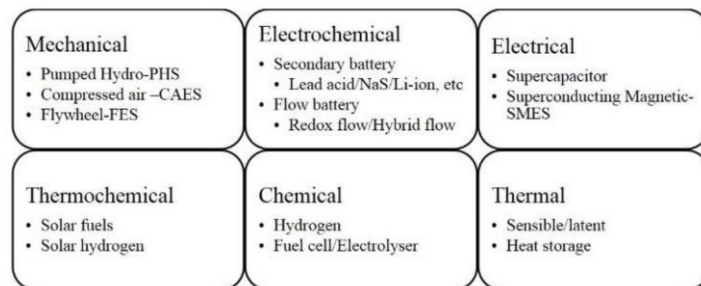 Mechanical
• Pumped Hydro-PHS
• Compressed air –CAES
• Flywheel-FES
Electrochemical
• Secondary battery
• Lead acid/NaS/Li-ion, etc
• Flow battery
• Redox flow/Hybrid flow
Electrical
• Supercapacitor
• Superconducting Magnetic-
SMES
Thermochemical
• Solar fuels
• Solar hydrogen
Chemical
• Hydrogen
• Fuel cell/Electrolyser
Thermal
• Sensible/latent
• Heat storage